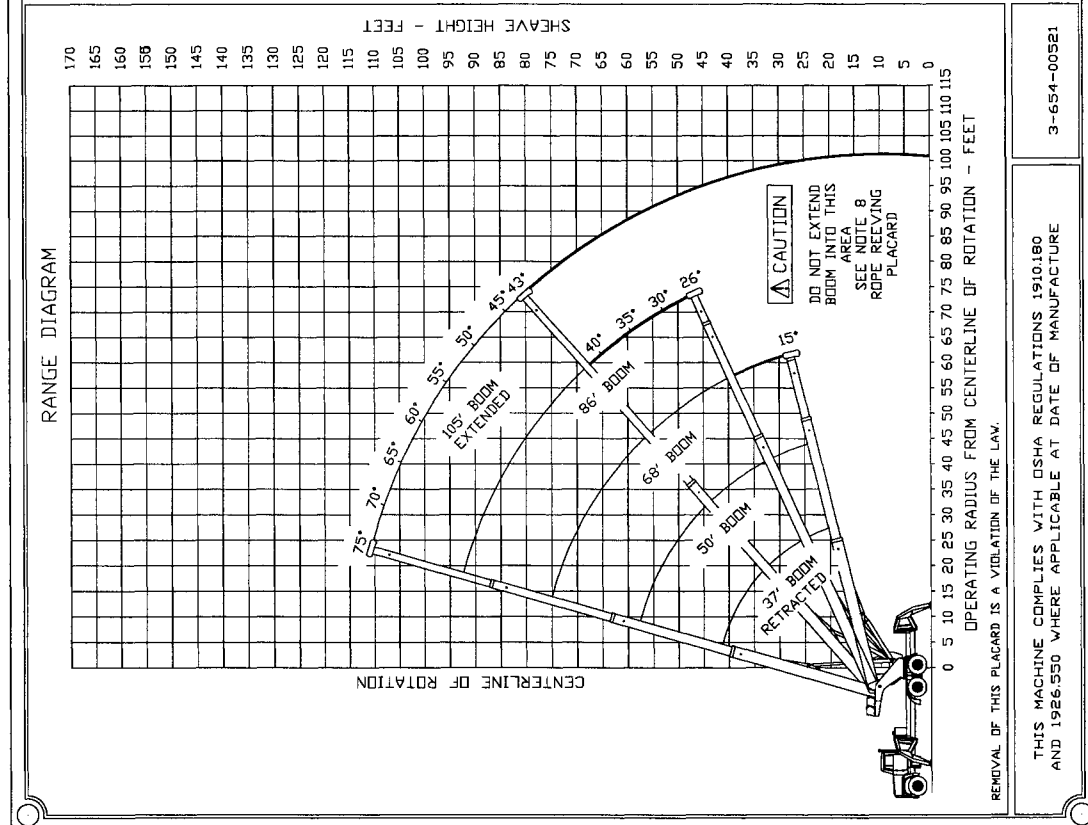 RANGE DIAGRAM
SHEAVE HEIGHT - FEET
170
165
160
155
150
145
140
135
130
125
120
115
110
105
100
95
90
85
80
75
70
65
60
55
50
45
40
35
30
25
20
15
10
5
0
CENTERLINE OF ROTATION
75°
70°
65°
60°
55°
50°
45°
43°
105' BOOM
EXTENDED
40°
35°
30°
26°
86' BOOM
68' BOOM
15°
50' BOOM
37' BOOM
RETRACTED
⚠ CAUTION
DO NOT EXTEND
BOOM INTO THIS
AREA
SEE NOTE 8
ROPE REEVING
PLACARD
0 5 10 15 20 25 30 35 40 45 50 55 60 65 70 75 80 85 90 95 100 105 110 115
OPERATING RADIUS FROM CENTERLINE OF ROTATION - FEET
REMOVAL OF THIS PLACARD IS A VIOLATION OF THE LAW.
THIS MACHINE COMPLIES WITH OSHA REGULATIONS 1910.180
AND 1926.550 WHERE APPLICABLE AT DATE OF MANUFACTURE
3-654-00521